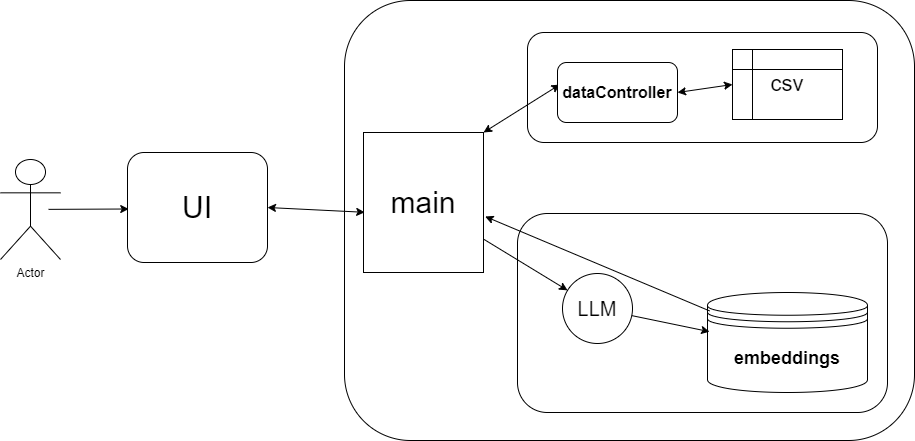 dataController
CSV
UI
main
Actor
LLM
embeddings